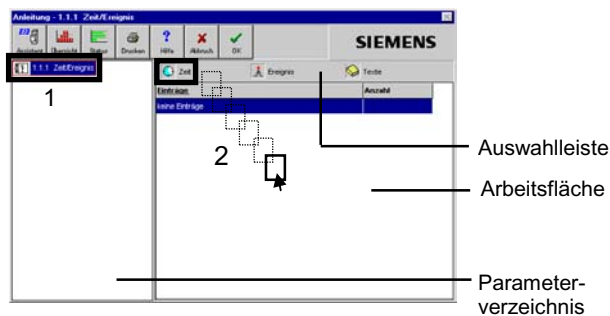 Anleitung - 1.1.1 Zeit/Ereignis
Assistent Übersicht Status Drucken Hilfe Abbruch OK
SIEMENS
1.1.1 Zeit/Ereignis
Zeit Ereignis Texte
Einträge Anzahl
keine Einträge
1
2
Auswahlleiste
Arbeitsfläche
Parameter-
verzeichnis